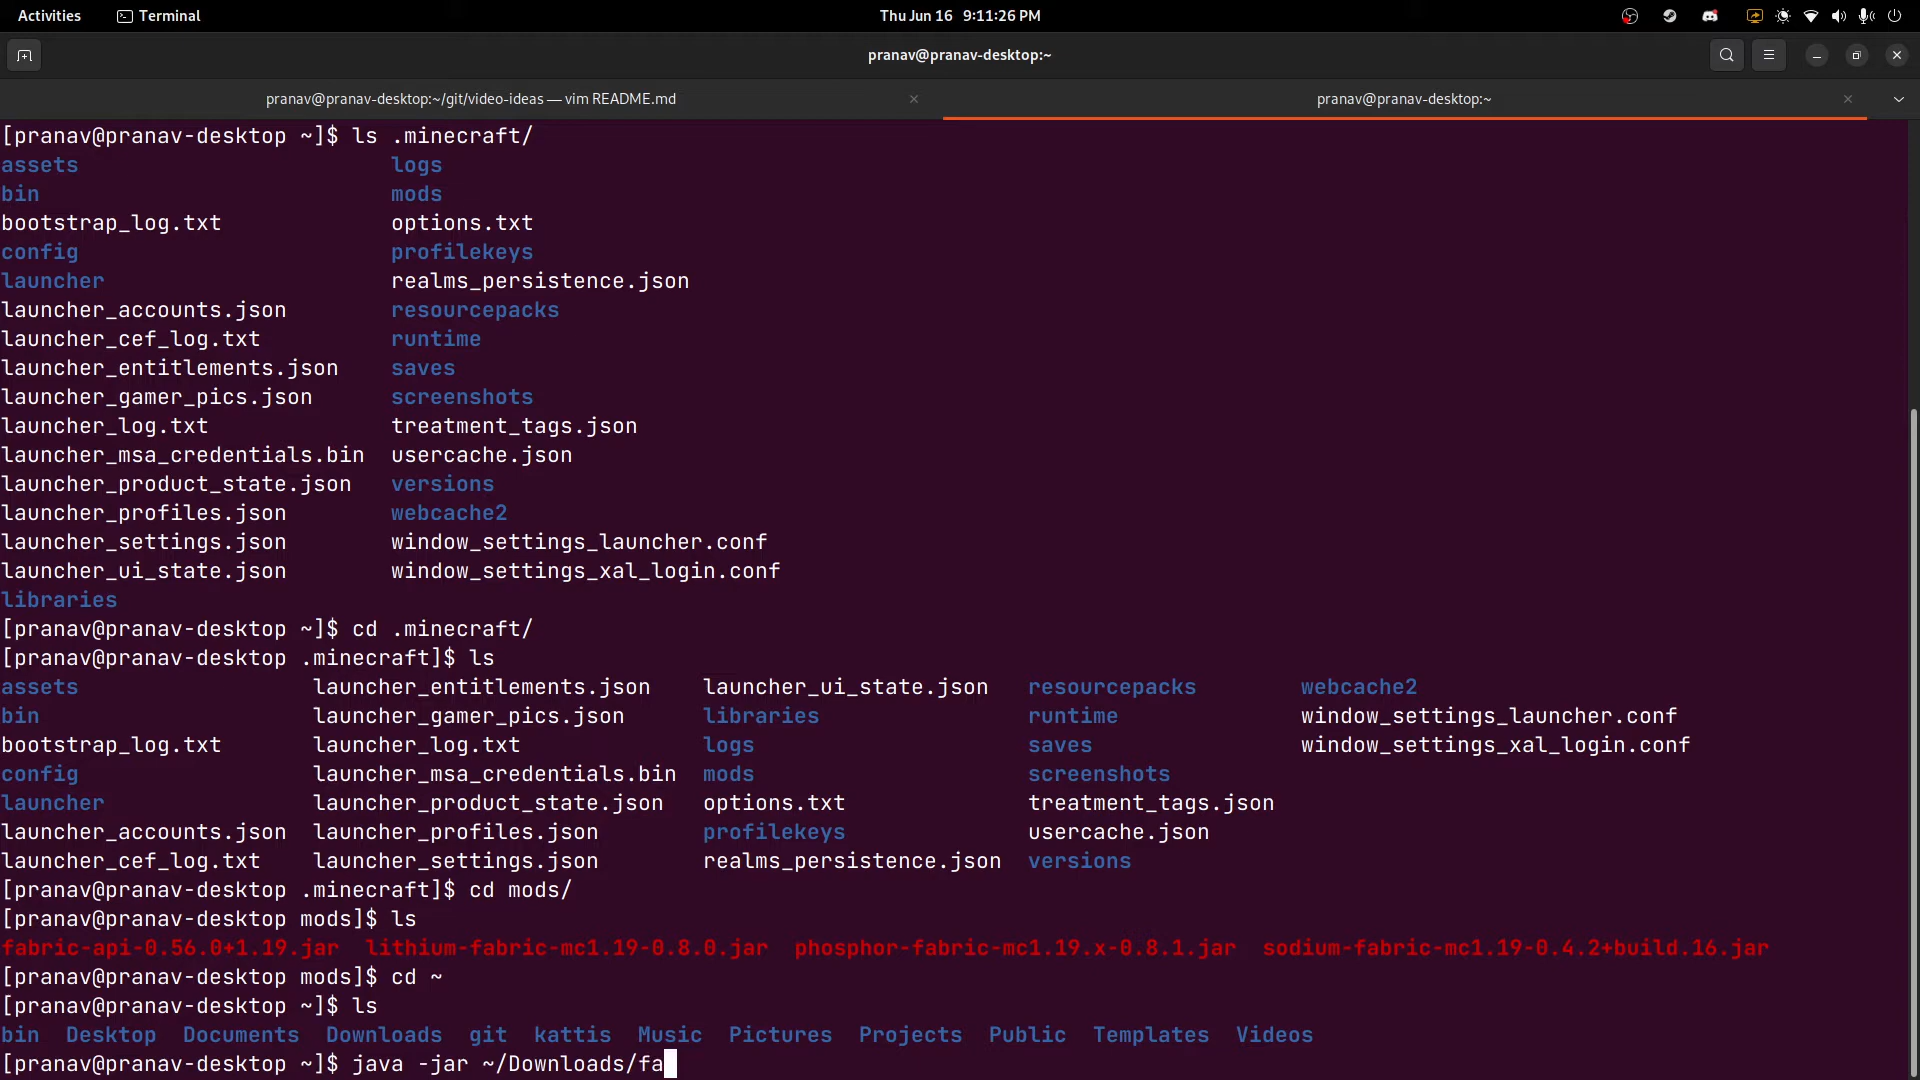 Activities Terminal Thu Jun 16 9:11:26 PM
pranav@pranav-desktop:~
pranav@pranav-desktop:~/git/video-ideas — vim README.md pranav@pranav-desktop:~
[pranav@pranav-desktop ~]$ ls .minecraft/
assets logs
bin mods
bootstrap_log.txt options.txt
config profilekeys
launcher realms_persistence.json
launcher_accounts.json resourcepacks
launcher_cef_log.txt runtime
launcher_entitlements.json saves
launcher_gamer_pics.json screenshots
launcher_log.txt treatment_tags.json
launcher_msa_credentials.bin usercache.json
launcher_product_state.json versions
launcher_profiles.json webcache2
launcher_settings.json window_settings_launcher.conf
launcher_ui_state.json window_settings_xal_login.conf
libraries
[pranav@pranav-desktop ~]$ cd .minecraft/
[pranav@pranav-desktop .minecraft]$ ls
assets launcher_entitlements.json launcher_ui_state.json resourcepacks webcache2
bin launcher_gamer_pics.json libraries runtime window_settings_launcher.conf
bootstrap_log.txt launcher_log.txt logs saves window_settings_xal_login.conf
config launcher_msa_credentials.bin mods screenshots
launcher launcher_product_state.json options.txt treatment_tags.json
launcher_accounts.json launcher_profiles.json profilekeys usercache.json
launcher_cef_log.txt launcher_settings.json realms_persistence.json versions
[pranav@pranav-desktop .minecraft]$ cd mods/
[pranav@pranav-desktop mods]$ ls
fabric-api-0.56.0+1.19.jar lithium-fabric-mc1.19-0.8.0.jar phosphor-fabric-mc1.19.x-0.8.1.jar sodium-fabric-mc1.19-0.4.2+build.16.jar
[pranav@pranav-desktop mods]$ cd ~
[pranav@pranav-desktop ~]$ ls
bin Desktop Documents Downloads git kattis Music Pictures Projects Public Templates Videos
[pranav@pranav-desktop ~]$ java -jar ~/Downloads/fa